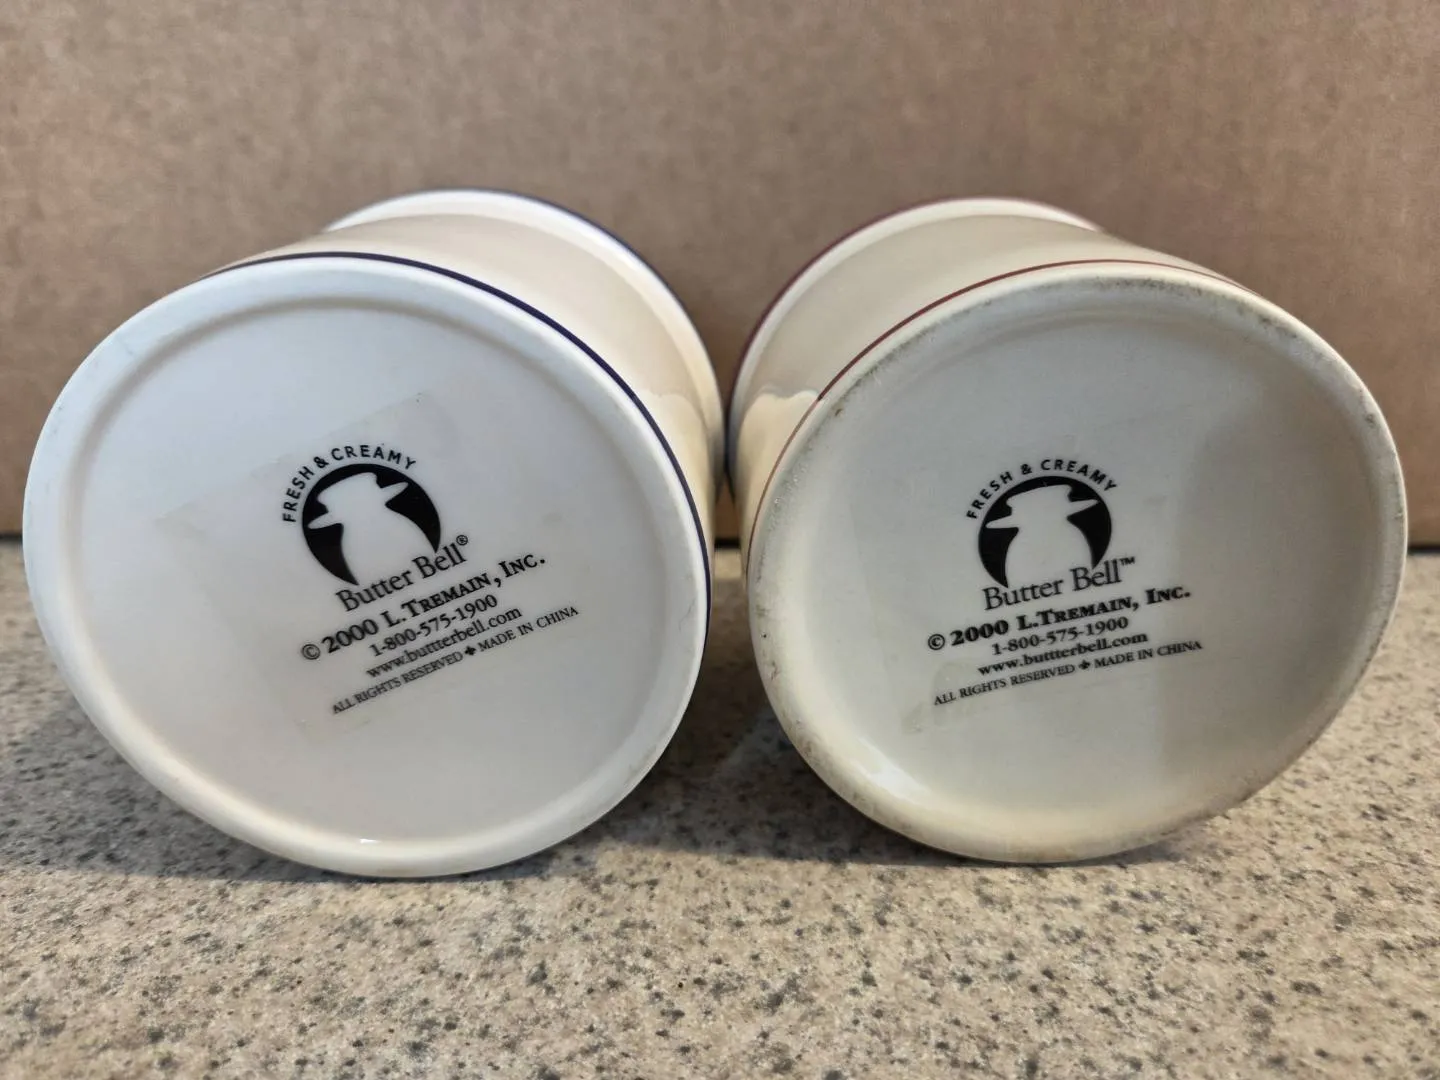 FRESH & CREAMY
Butter Bell®
© 2000 L.TREMAIN, INC.
1-800-575-1900
www.buttterbell.com
ALL RIGHTS RESERVED ✦ MADE IN CHINA
FRESH & CREAMY
Butter Bell™
© 2000 L.TREMAIN, INC.
1-800-575-1900
www.buttterbell.com
ALL RIGHTS RESERVED ✦ MADE IN CHINA